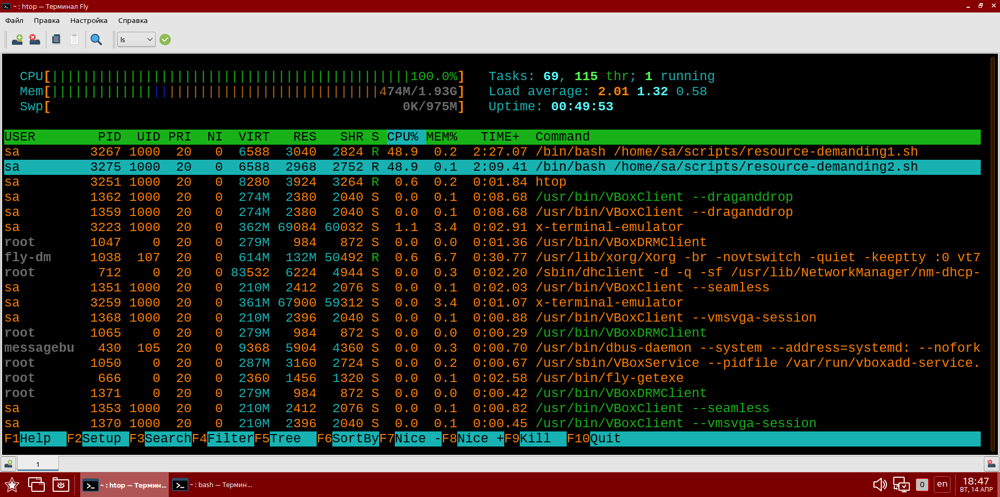 ~ : htop — Терминал Fly
Файл Правка Настройка Справка
ls
CPU[||||||||||||||||||||||||||||||||||||||||||||||100.0%] Tasks: 69, 115 thr; 1 running
Mem[||||||||||||||||||||||||||||||||||||||||||474M/1.93G] Load average: 2.01 1.32 0.58
Swp[ 0K/975M] Uptime: 00:49:53
USER PID UID PRI NI VIRT RES SHR S CPU% MEM% TIME+ Command
sa 3267 1000 20 0 6588 3040 2824 R 48.9 0.2 2:27.07 /bin/bash /home/sa/scripts/resource-demanding1.sh
sa 3275 1000 20 0 6588 2968 2752 R 48.9 0.1 2:09.41 /bin/bash /home/sa/scripts/resource-demanding2.sh
sa 3251 1000 20 0 8280 3924 3264 R 0.6 0.2 0:01.84 htop
sa 1362 1000 20 0 274M 2380 2040 S 0.0 0.1 0:08.68 /usr/bin/VBoxClient --draganddrop
sa 1359 1000 20 0 274M 2380 2040 S 0.0 0.1 0:08.68 /usr/bin/VBoxClient --draganddrop
sa 3223 1000 20 0 362M 69084 60032 S 1.1 3.4 0:02.91 x-terminal-emulator
root 1047 0 20 0 279M 984 872 S 0.0 0.0 0:01.36 /usr/bin/VBoxDRMClient
fly-dm 1038 107 20 0 614M 132M 50492 R 0.6 6.7 0:30.77 /usr/lib/xorg/Xorg -br -novtswitch -quiet -keeptty :0 vt7
root 712 0 20 0 83532 6224 4944 S 0.0 0.3 0:02.20 /sbin/dhclient -d -q -sf /usr/lib/NetworkManager/nm-dhcp-
sa 1351 1000 20 0 210M 2412 2076 S 0.0 0.1 0:02.03 /usr/bin/VBoxClient --seamless
sa 3259 1000 20 0 361M 67900 59312 S 0.0 3.4 0:01.07 x-terminal-emulator
sa 1368 1000 20 0 210M 2396 2040 S 0.0 0.1 0:00.88 /usr/bin/VBoxClient --vmsvga-session
root 1065 0 20 0 279M 984 872 S 0.0 0.0 0:00.29 /usr/bin/VBoxDRMClient
messagebu 430 105 20 0 9368 5904 4360 S 0.0 0.3 0:00.70 /usr/bin/dbus-daemon --system --address=systemd: --nofork
root 1050 0 20 0 287M 3160 2724 S 0.0 0.2 0:00.67 /usr/sbin/VBoxService --pidfile /var/run/vboxadd-service.
root 666 0 20 0 2360 1456 1320 S 0.0 0.1 0:02.58 /usr/bin/fly-getexe
root 1371 0 20 0 279M 984 872 S 0.0 0.0 0:00.42 /usr/bin/VBoxDRMClient
sa 1353 1000 20 0 210M 2412 2076 S 0.0 0.1 0:00.82 /usr/bin/VBoxClient --seamless
sa 1370 1000 20 0 210M 2396 2040 S 0.0 0.1 0:00.45 /usr/bin/VBoxClient --vmsvga-session
F1Help F2Setup F3SearchF4FilterF5Tree F6SortByF7Nice -F8Nice +F9Kill F10Quit
1
~ : htop — Термин... ~ : bash — Термин... 0 en 18:47
ВТ, 14 АПР